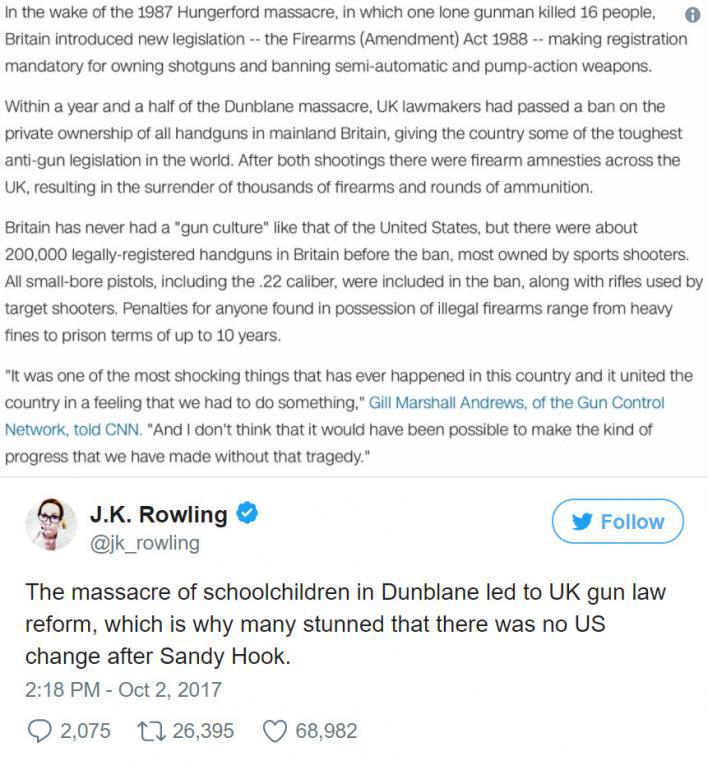 In the wake of the 1987 Hungerford massacre, in which one lone gunman killed 16 people,
Britain introduced new legislation -- the Firearms (Amendment) Act 1988 -- making registration
mandatory for owning shotguns and banning semi-automatic and pump-action weapons.
Within a year and a half of the Dunblane massacre, UK lawmakers had passed a ban on the
private ownership of all handguns in mainland Britain, giving the country some of the toughest
anti-gun legislation in the world. After both shootings there were firearm amnesties across the
UK, resulting in the surrender of thousands of firearms and rounds of ammunition.
Britain has never had a "gun culture" like that of the United States, but there were about
200,000 legally-registered handguns in Britain before the ban, most owned by sports shooters.
All small-bore pistols, including the .22 caliber, were included in the ban, along with rifles used by
target shooters. Penalties for anyone found in possession of illegal firearms range from heavy
fines to prison terms of up to 10 years.
"It was one of the most shocking things that has ever happened in this country and it united the
country in a feeling that we had to do something," Gill Marshall Andrews, of the Gun Control
Network, told CNN. "And I don't think that it would have been possible to make the kind of
progress that we have made without that tragedy."
J.K. Rowling
@jk_rowling
Follow
The massacre of schoolchildren in Dunblane led to UK gun law
reform, which is why many stunned that there was no US
change after Sandy Hook.
2:18 PM - Oct 2, 2017
2,075 26,395 68,982